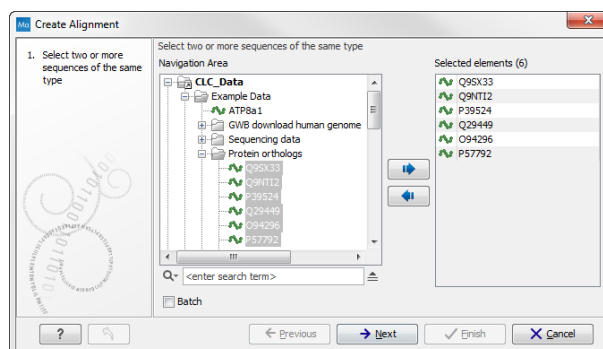 Create Alignment
1. Select two or more
sequences of the same
type
Select two or more sequences of the same type
Navigation Area
CLC_Data
Example Data
ATP8a1
GWB download human genome
Sequencing data
Protein orthologs
Q9SX33
Q9NTI2
P39524
Q29449
O94296
P57792
<enter search term>
Batch
Selected elements (6)
Q9SX33
Q9NTI2
P39524
Q29449
O94296
P57792
?
Previous
Next
Finish
Cancel